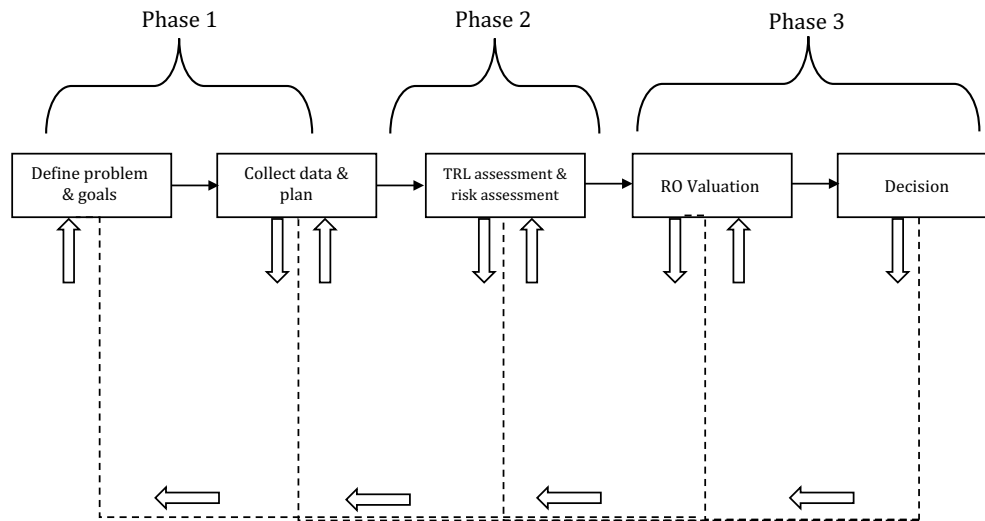 Phase 1
Phase 2
Phase 3
Define problem
& goals
Collect data &
plan
TRL assessment &
risk assessment
RO Valuation
Decision